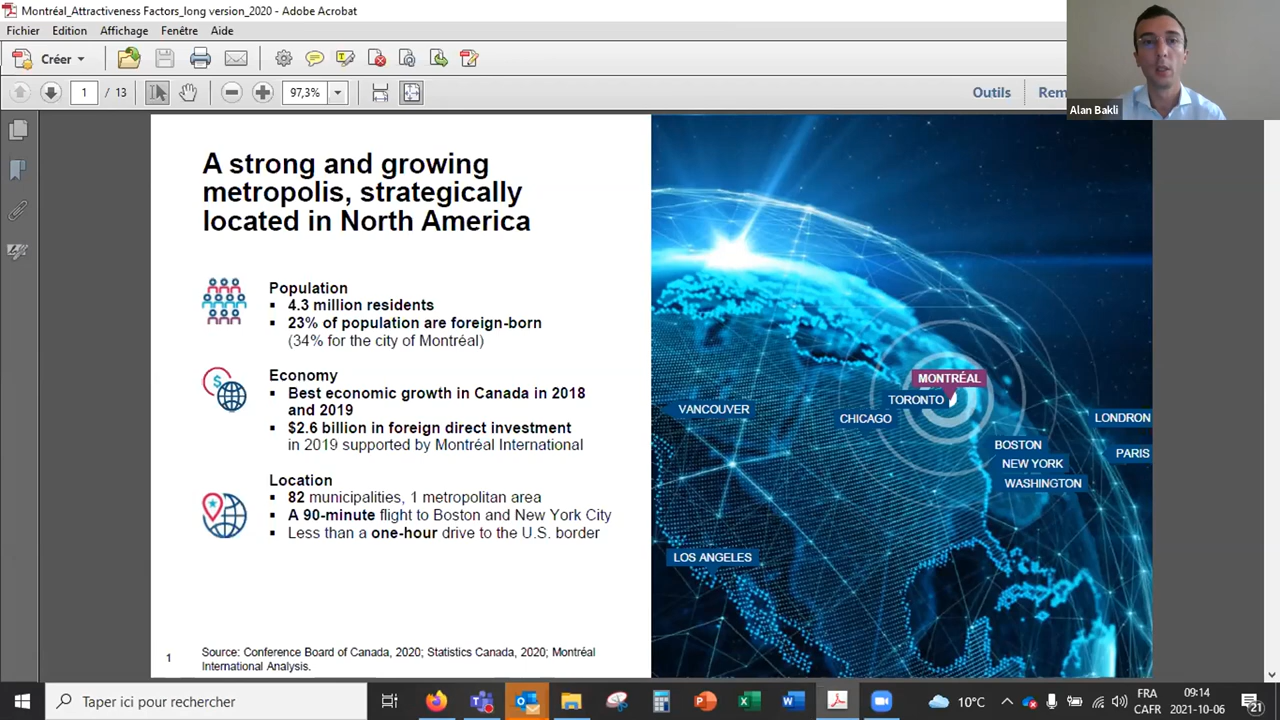 Montréal_Attractiveness Factors_long version_2020 - Adobe Acrobat
Fichier Edition Affichage Fenêtre Aide
Créer
1 / 13 97,3% Outils Rem
Alan Bakli
A strong and growing
metropolis, strategically
located in North America
Population
▪ 4.3 million residents
▪ 23% of population are foreign-born
(34% for the city of Montréal)
Economy
▪ Best economic growth in Canada in 2018
and 2019
▪ $2.6 billion in foreign direct investment
in 2019 supported by Montréal International
Location
▪ 82 municipalities, 1 metropolitan area
▪ A 90-minute flight to Boston and New York City
▪ Less than a one-hour drive to the U.S. border
1
Source: Conference Board of Canada, 2020; Statistics Canada, 2020; Montréal
International Analysis.
MONTRÉAL
TORONTO
VANCOUVER
CHICAGO
LONDRON
BOSTON
PARIS
NEW YORK
WASHINGTON
LOS ANGELES
Taper ici pour rechercher
10°C
FRA
CAFR
09:14
2021-10-06
21